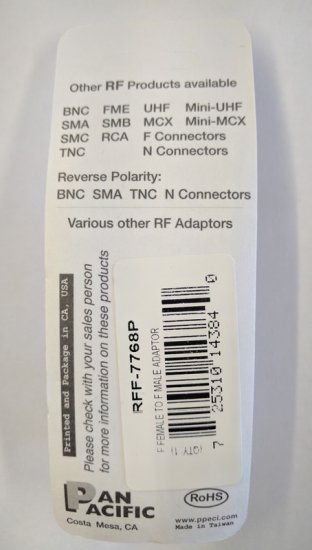 Other RF Products available
BNC FME UHF Mini-UHF
SMA SMB MCX Mini-MCX
SMC RCA F Connectors
TNC N Connectors
Reverse Polarity:
BNC SMA TNC N Connectors
Various other RF Adaptors
Printed and Package in CA, USA
Please check with your sales person
for more information on these products
RFF-7768P
F FEMALE TO F MALE ADAPTOR
(QTY 1)
7 25310 14384 0
PAN
PACIFIC
Costa Mesa, CA
RoHS
www.ppeci.com
Made in Taiwan